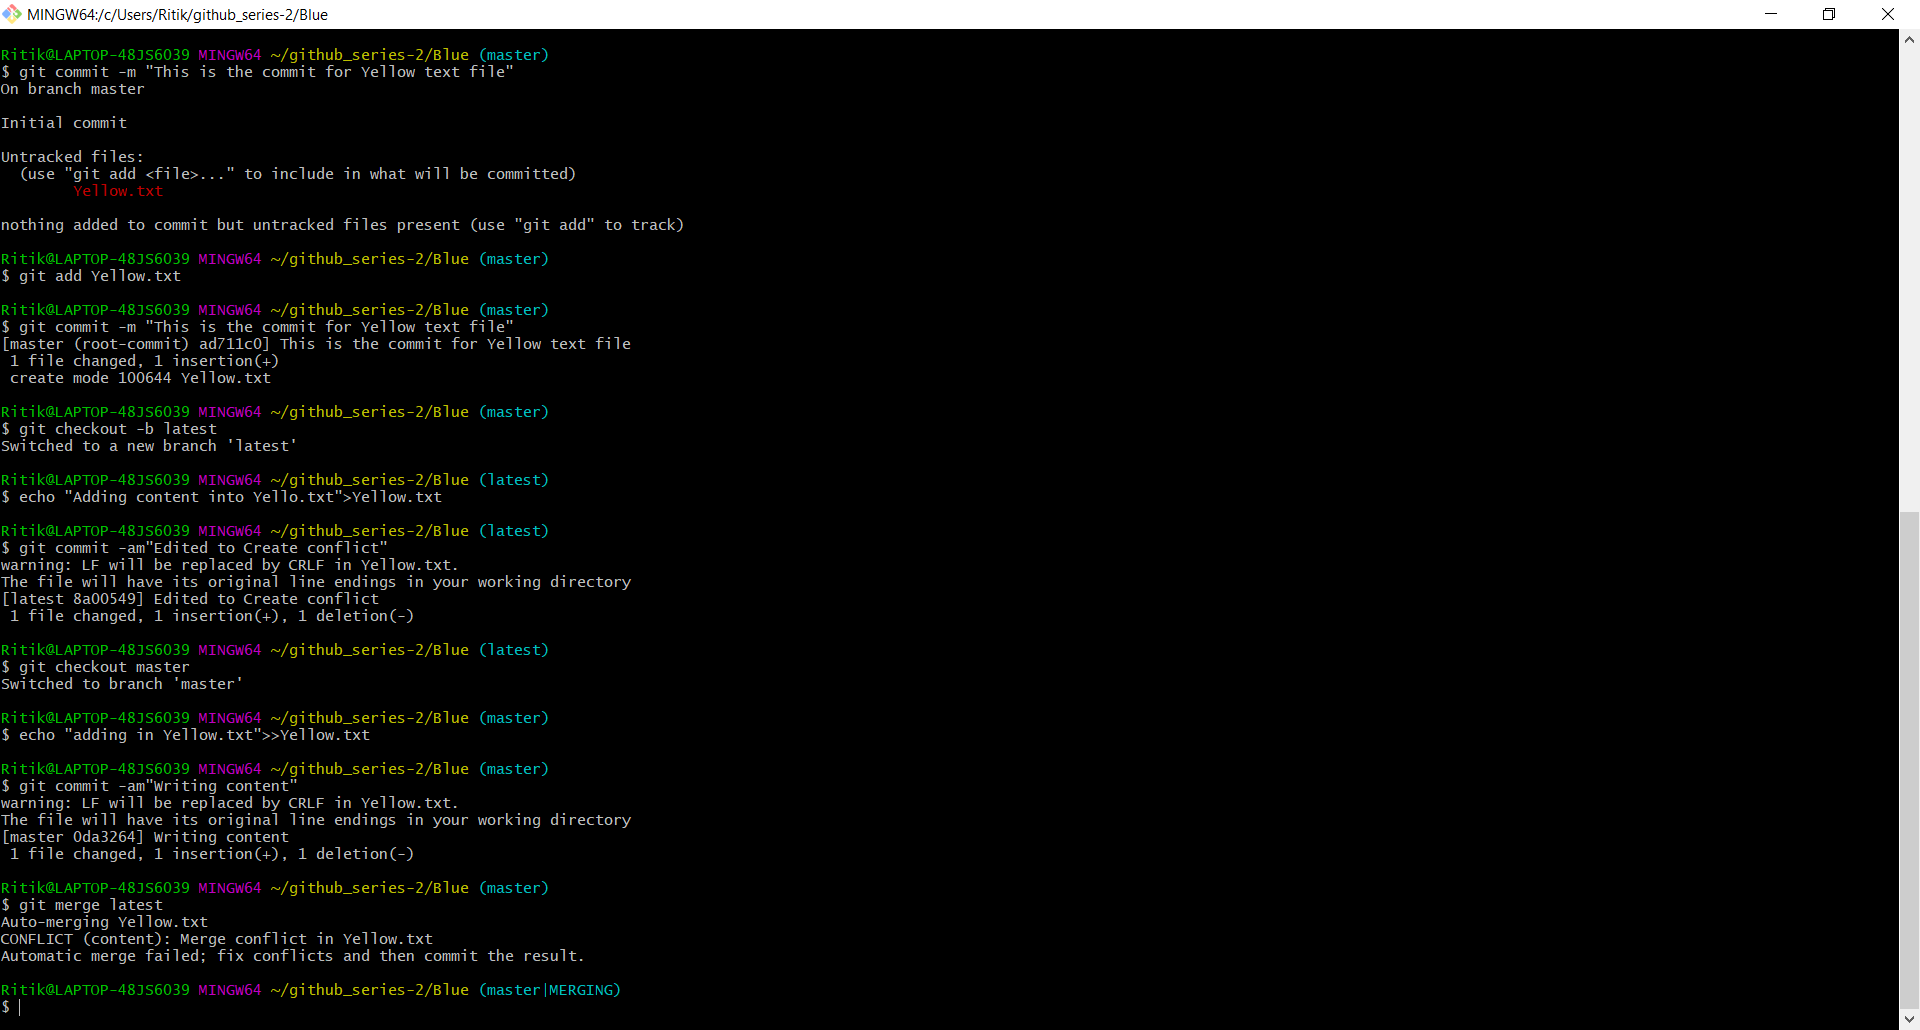 MINGW64:/c/Users/Ritik/github_series-2/Blue
Ritik@LAPTOP-48JS6O39 MINGW64 ~/github_series-2/Blue (master)
$ git commit -m "This is the commit for Yellow text file"
On branch master
Initial commit
Untracked files:
  (use "git add <file>..." to include in what will be committed)
        Yellow.txt
nothing added to commit but untracked files present (use "git add" to track)
Ritik@LAPTOP-48JS6O39 MINGW64 ~/github_series-2/Blue (master)
$ git add Yellow.txt
Ritik@LAPTOP-48JS6O39 MINGW64 ~/github_series-2/Blue (master)
$ git commit -m "This is the commit for Yellow text file"
[master (root-commit) ad711c0] This is the commit for Yellow text file
 1 file changed, 1 insertion(+)
 create mode 100644 Yellow.txt
Ritik@LAPTOP-48JS6O39 MINGW64 ~/github_series-2/Blue (master)
$ git checkout -b latest
Switched to a new branch 'latest'
Ritik@LAPTOP-48JS6O39 MINGW64 ~/github_series-2/Blue (latest)
$ echo "Adding content into Yello.txt">Yellow.txt
Ritik@LAPTOP-48JS6O39 MINGW64 ~/github_series-2/Blue (latest)
$ git commit -am"Edited to Create conflict"
warning: LF will be replaced by CRLF in Yellow.txt.
The file will have its original line endings in your working directory
[latest 8a00549] Edited to Create conflict
 1 file changed, 1 insertion(+), 1 deletion(-)
Ritik@LAPTOP-48JS6O39 MINGW64 ~/github_series-2/Blue (latest)
$ git checkout master
Switched to branch 'master'
Ritik@LAPTOP-48JS6O39 MINGW64 ~/github_series-2/Blue (master)
$ echo "adding in Yellow.txt">>Yellow.txt
Ritik@LAPTOP-48JS6O39 MINGW64 ~/github_series-2/Blue (master)
$ git commit -am"Writing content"
warning: LF will be replaced by CRLF in Yellow.txt.
The file will have its original line endings in your working directory
[master 0da3264] Writing content
 1 file changed, 1 insertion(+), 1 deletion(-)
Ritik@LAPTOP-48JS6O39 MINGW64 ~/github_series-2/Blue (master)
$ git merge latest
Auto-merging Yellow.txt
CONFLICT (content): Merge conflict in Yellow.txt
Automatic merge failed; fix conflicts and then commit the result.
Ritik@LAPTOP-48JS6O39 MINGW64 ~/github_series-2/Blue (master|MERGING)
$